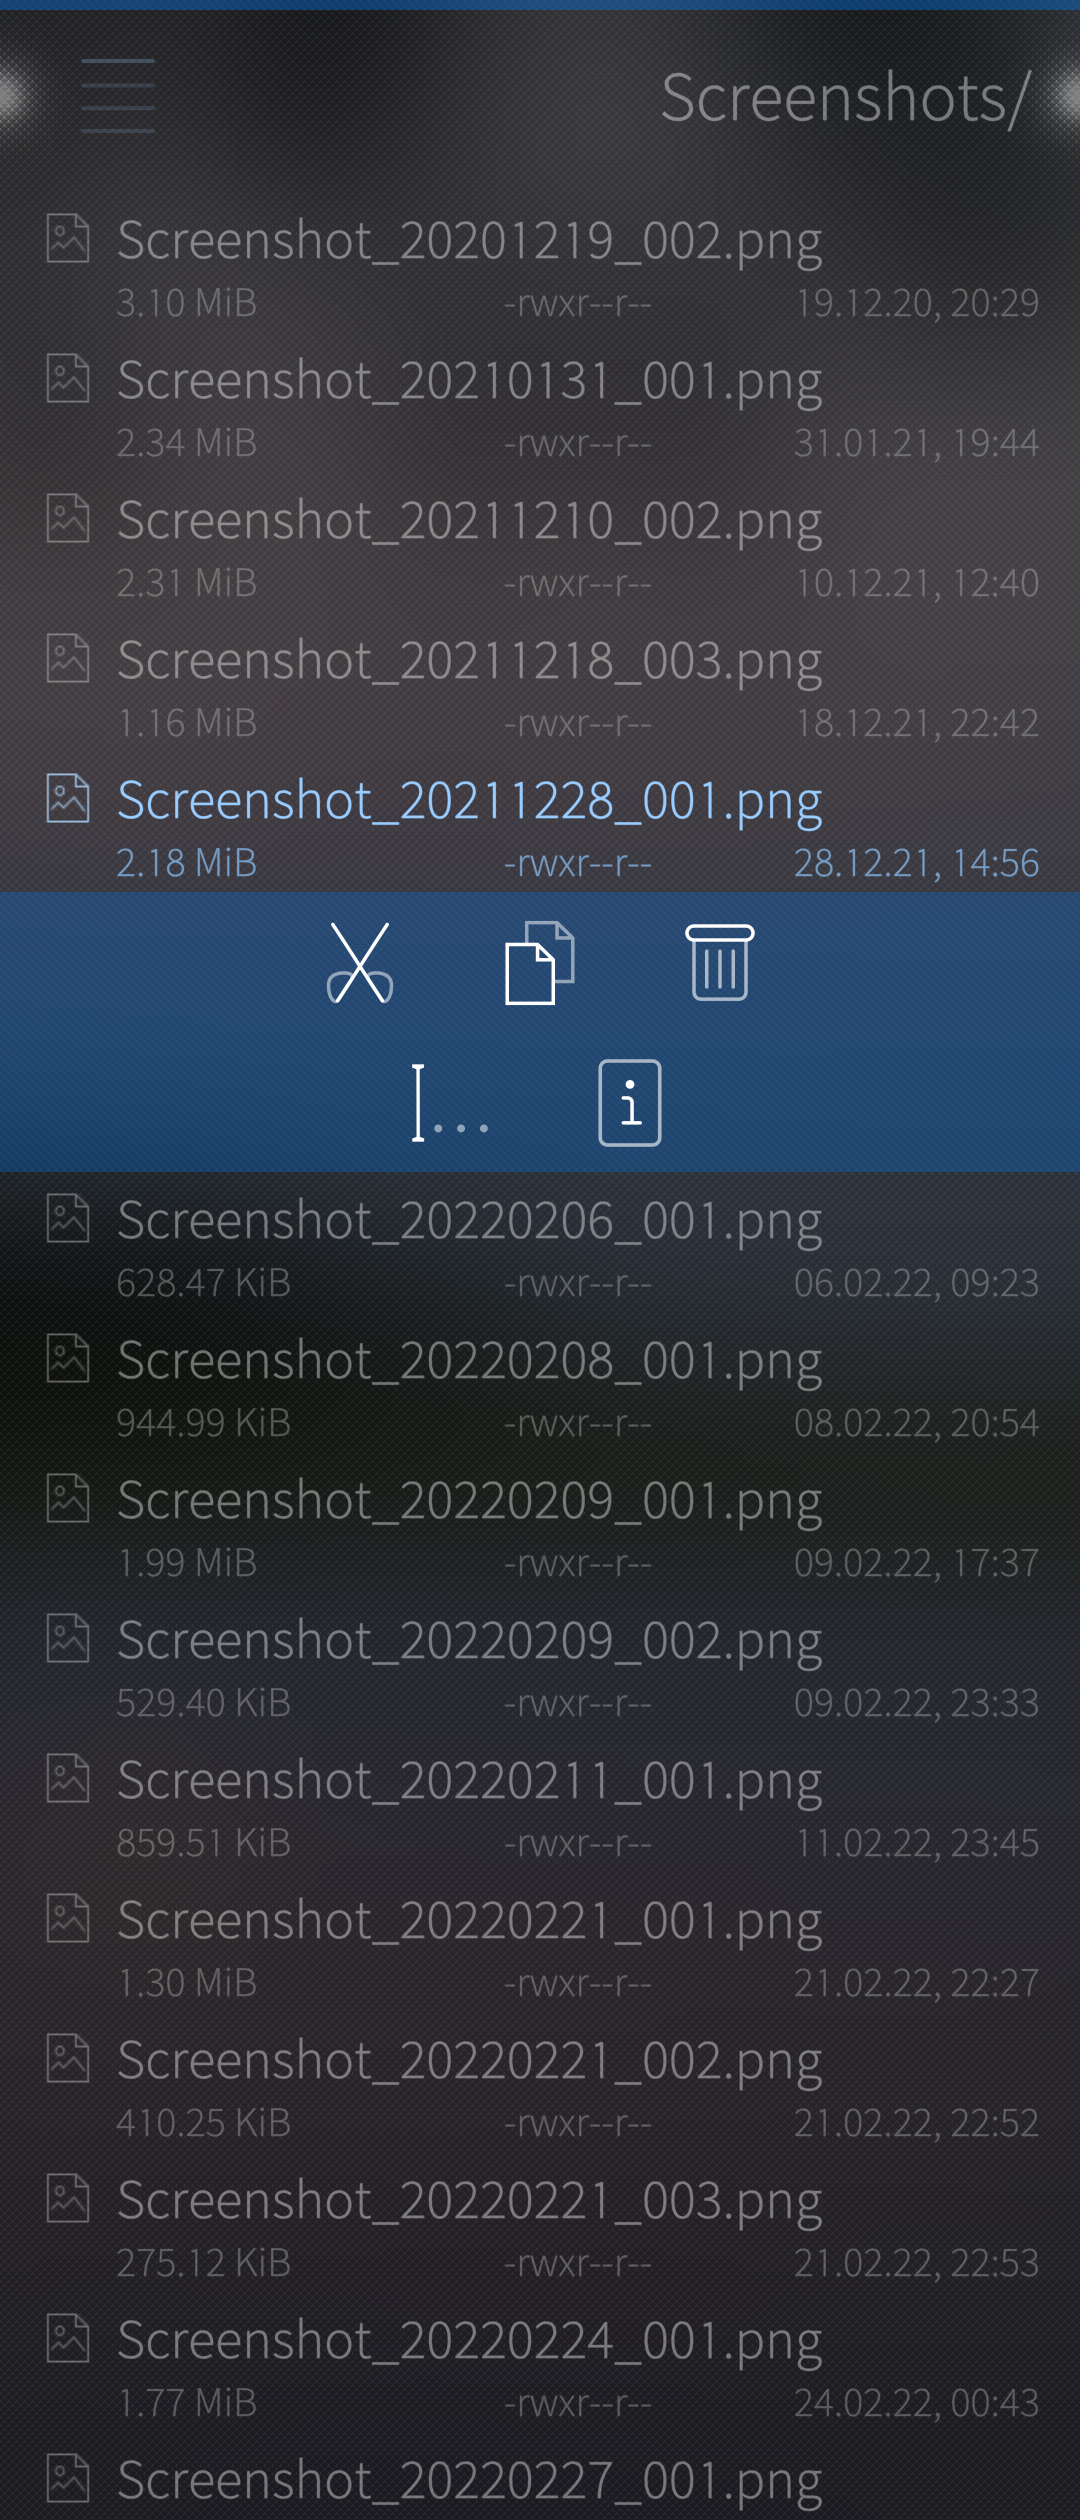 Screenshots/
Screenshot_20201219_002.png
3.10 MiB -rwxr--r-- 19.12.20, 20:29
Screenshot_20210131_001.png
2.34 MiB -rwxr--r-- 31.01.21, 19:44
Screenshot_20211210_002.png
2.31 MiB -rwxr--r-- 10.12.21, 12:40
Screenshot_20211218_003.png
1.16 MiB -rwxr--r-- 18.12.21, 22:42
Screenshot_20211228_001.png
2.18 MiB -rwxr--r-- 28.12.21, 14:56
Screenshot_20220206_001.png
628.47 KiB -rwxr--r-- 06.02.22, 09:23
Screenshot_20220208_001.png
944.99 KiB -rwxr--r-- 08.02.22, 20:54
Screenshot_20220209_001.png
1.99 MiB -rwxr--r-- 09.02.22, 17:37
Screenshot_20220209_002.png
529.40 KiB -rwxr--r-- 09.02.22, 23:33
Screenshot_20220211_001.png
859.51 KiB -rwxr--r-- 11.02.22, 23:45
Screenshot_20220221_001.png
1.30 MiB -rwxr--r-- 21.02.22, 22:27
Screenshot_20220221_002.png
410.25 KiB -rwxr--r-- 21.02.22, 22:52
Screenshot_20220221_003.png
275.12 KiB -rwxr--r-- 21.02.22, 22:53
Screenshot_20220224_001.png
1.77 MiB -rwxr--r-- 24.02.22, 00:43
Screenshot_20220227_001.png